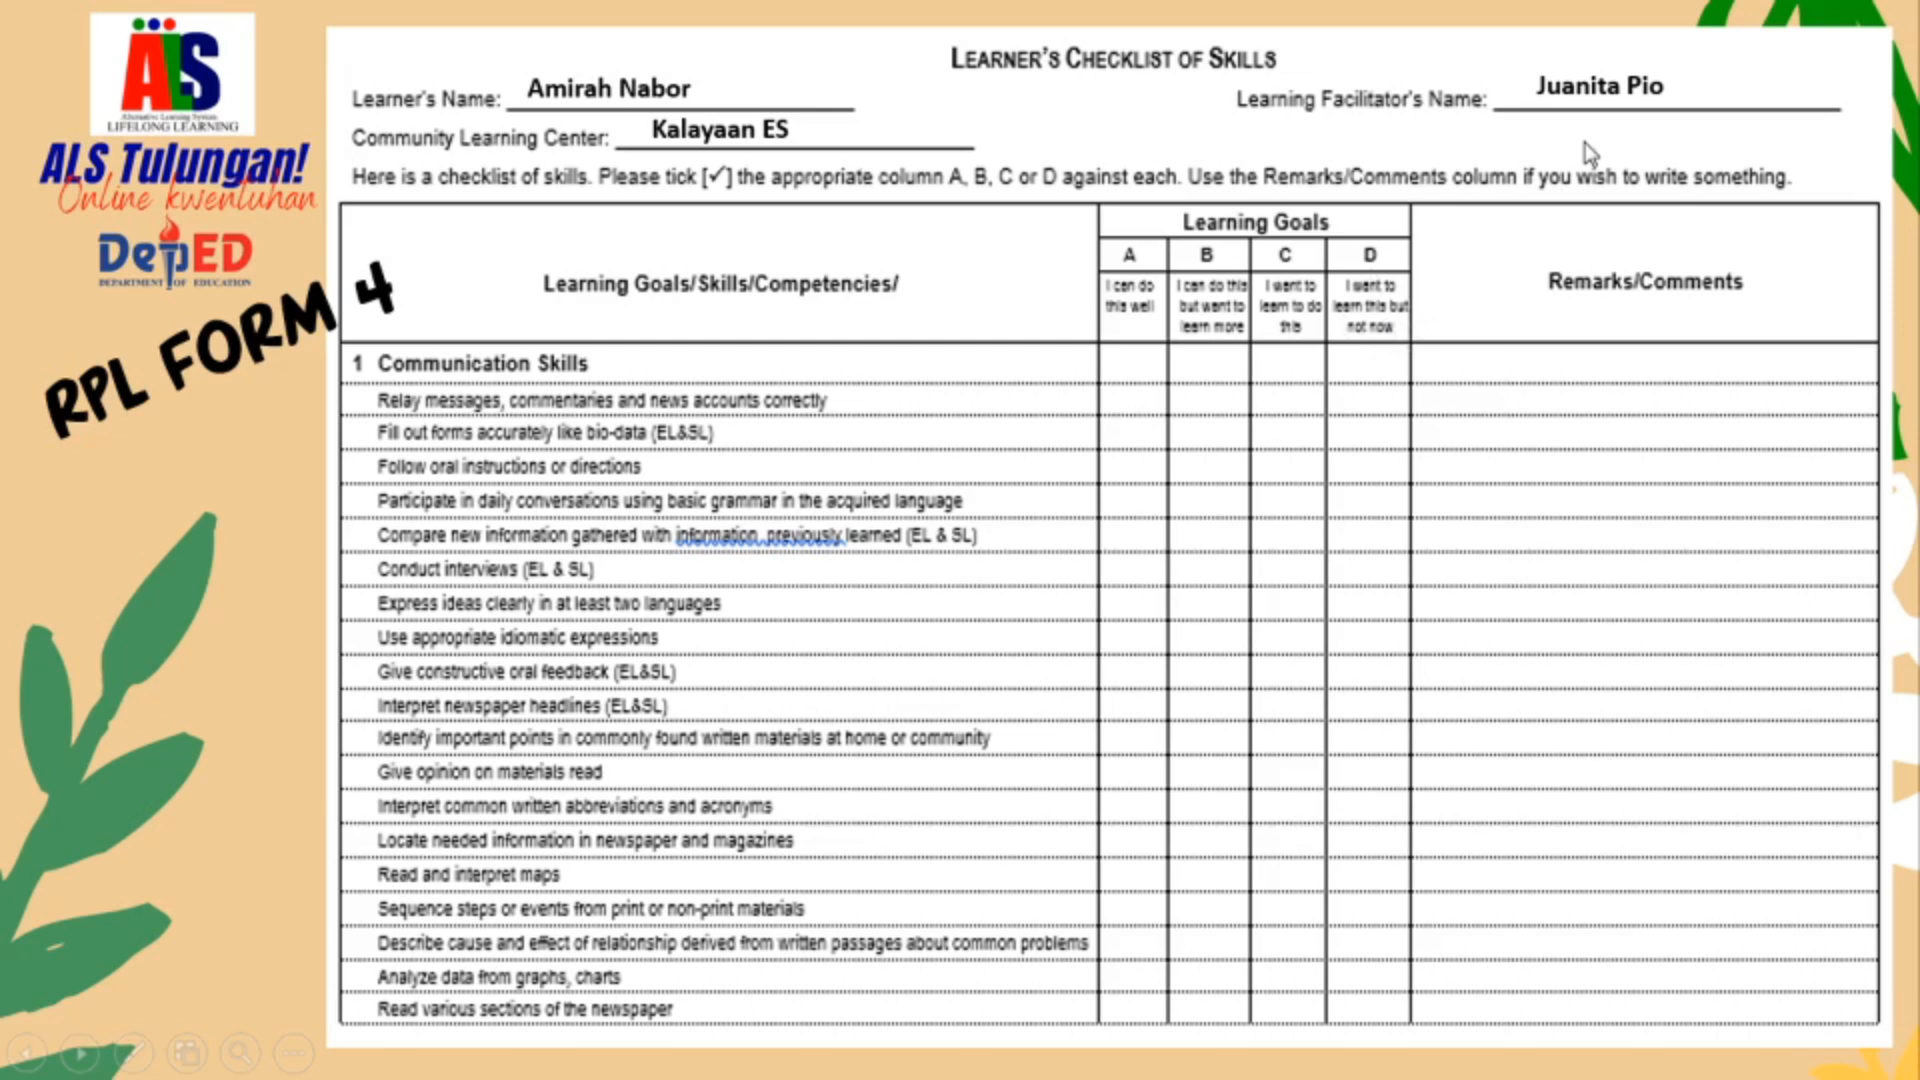 ALS
Alternative Learning System
LIFELONG LEARNING
ALS Tulungan!
Online kwentuhan
DepED
DEPARTMENT OF EDUCATION
RPL FORM 4
LEARNER'S CHECKLIST OF SKILLS
Learner's Name: Amirah Nabor
Learning Facilitator's Name: Juanita Pio
Community Learning Center: Kalayaan ES
Here is a checklist of skills. Please tick [✓] the appropriate column A, B, C or D against each. Use the Remarks/Comments column if you wish to write something.
Learning Goals/Skills/Competencies/
Learning Goals
A
B
C
D
I can do
this well
I can do this
but want to
learn more
I want to
learn to do
this
I want to
learn this but
not now
Remarks/Comments
1 Communication Skills
Relay messages, commentaries and news accounts correctly
Fill out forms accurately like bio-data (EL&SL)
Follow oral instructions or directions
Participate in daily conversations using basic grammar in the acquired language
Compare new information gathered with information previously learned (EL & SL)
Conduct interviews (EL & SL)
Express ideas clearly in at least two languages
Use appropriate idiomatic expressions
Give constructive oral feedback (EL&SL)
Interpret newspaper headlines (EL&SL)
Identify important points in commonly found written materials at home or community
Give opinion on materials read
Interpret common written abbreviations and acronyms
Locate needed information in newspaper and magazines
Read and interpret maps
Sequence steps or events from print or non-print materials
Describe cause and effect of relationship derived from written passages about common problems
Analyze data from graphs, charts
Read various sections of the newspaper